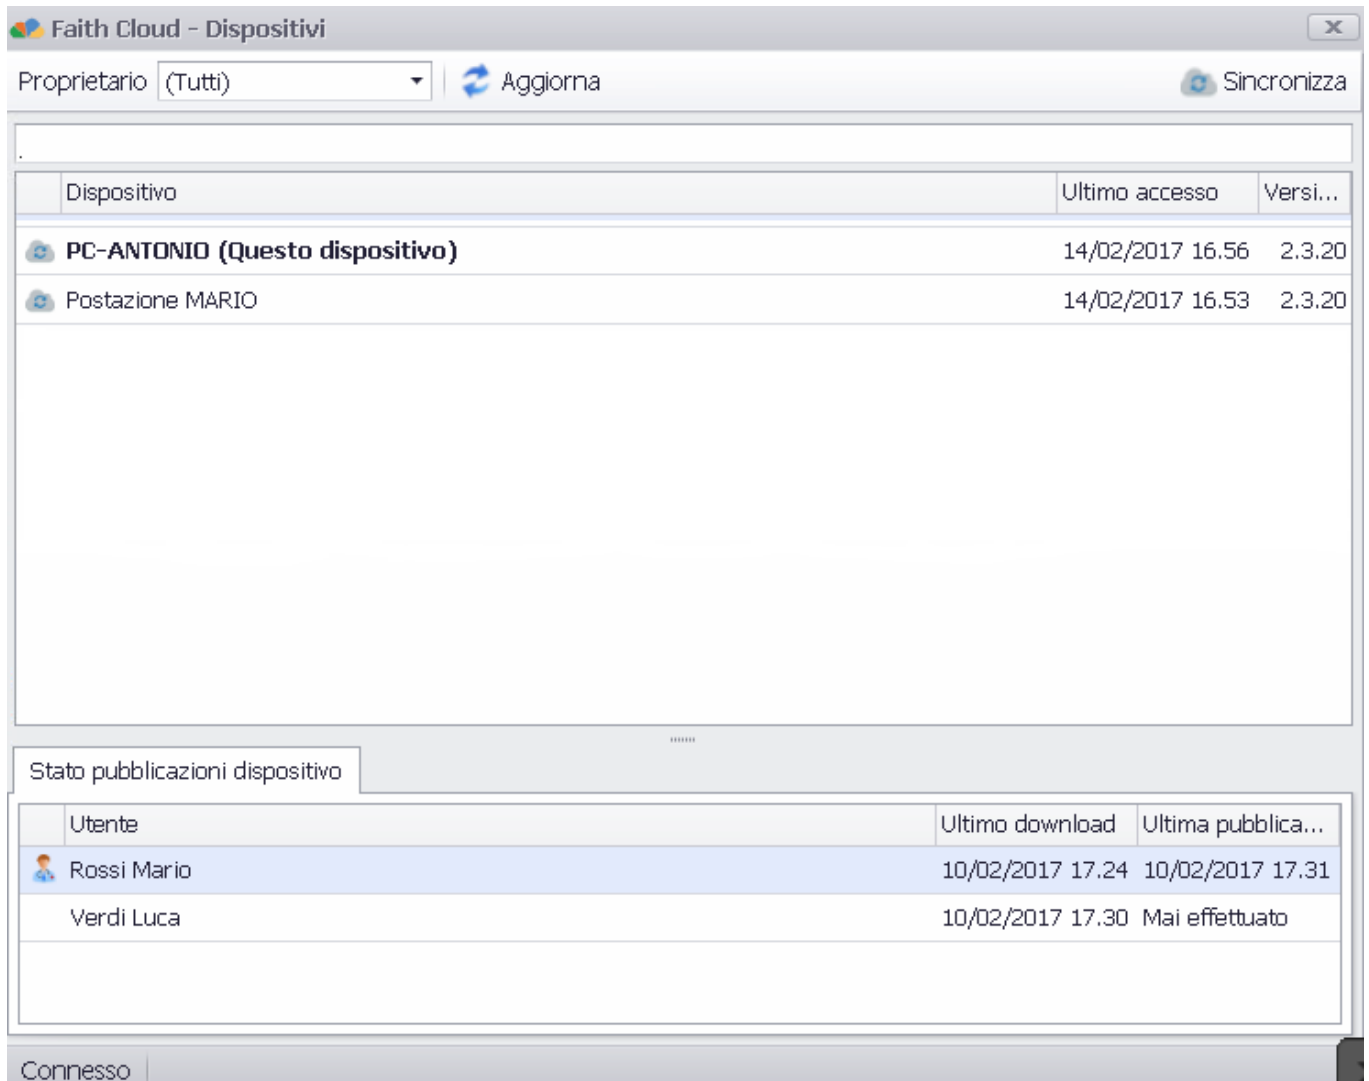 Faith Cloud - Dispositivi
Proprietario (Tutti) Aggiorna Sincronizza
.
Dispositivo Ultimo accesso Versi...
PC-ANTONIO (Questo dispositivo) 14/02/2017 16.56 2.3.20
Postazione MARIO 14/02/2017 16.53 2.3.20
Stato pubblicazioni dispositivo
Utente Ultimo download Ultima pubblica...
Rossi Mario 10/02/2017 17.24 10/02/2017 17.31
Verdi Luca 10/02/2017 17.30 Mai effettuato
Connesso